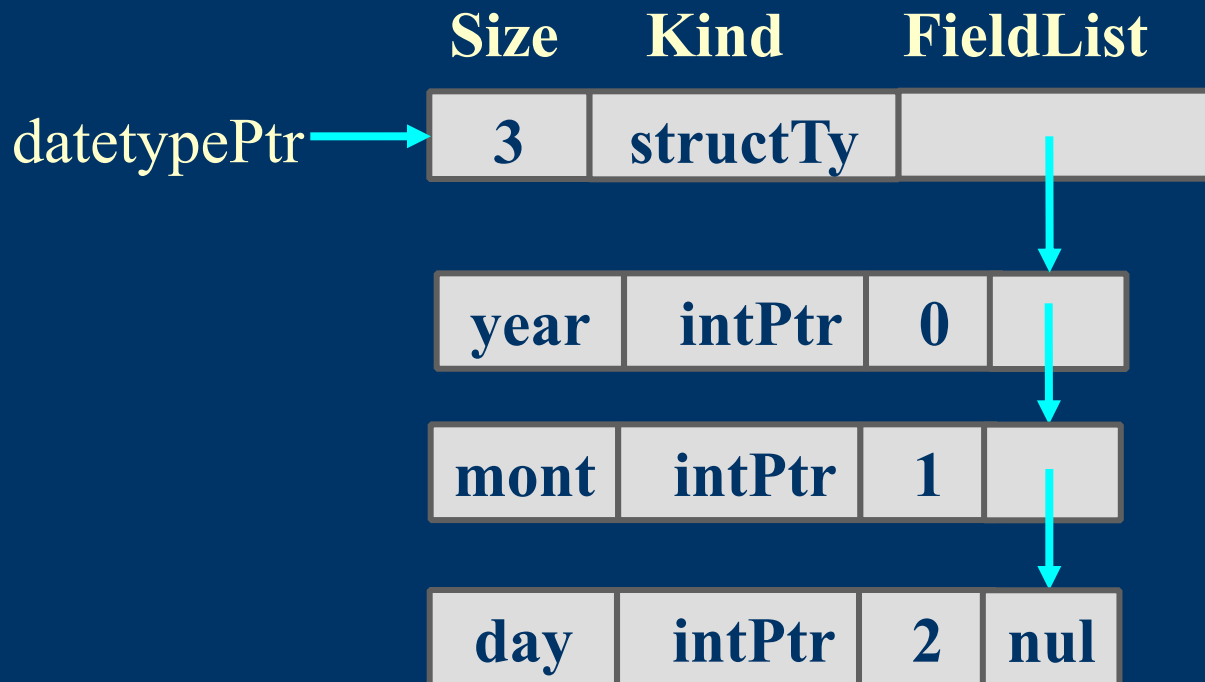 Size Kind FieldList
datetypePtr 3 structTy
year intPtr 0
mont intPtr 1
day intPtr 2 nul